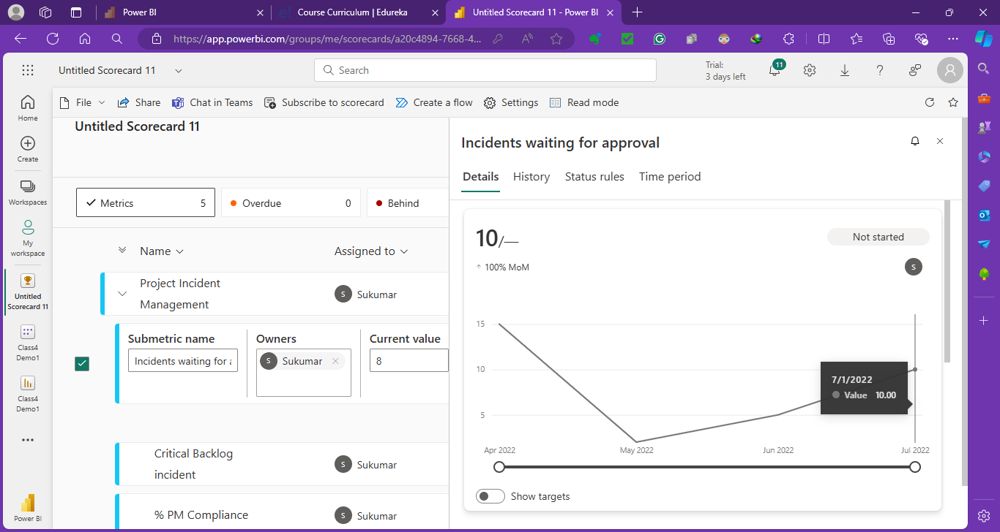 Power BI
Course Curriculum | Edureka
Untitled Scorecard 11 - Power BI
https://app.powerbi.com/groups/me/scorecards/a20c4894-7668-4...
Untitled Scorecard 11
Search
Trial:
3 days left
11
File
Share
Chat in Teams
Subscribe to scorecard
Create a flow
Settings
Read mode
Home
Create
Workspaces
My
workspace
Untitled
Scorecard 11
Class4
Demo1
Class4
Demo1
Power BI
Untitled Scorecard 11
Metrics 5
Overdue 0
Behind
Name
Assigned to
Project Incident
Management
S Sukumar
Submetric name
Owners
Current value
Incidents waiting for a
S Sukumar
8
Critical Backlog
incident
S Sukumar
% PM Compliance
S Sukumar
Incidents waiting for approval
Details
History
Status rules
Time period
10/—
Not started
↑ 100% MoM
S
15
10
5
7/1/2022
Value 10.00
Apr 2022
May 2022
Jun 2022
Jul 2022
Show targets